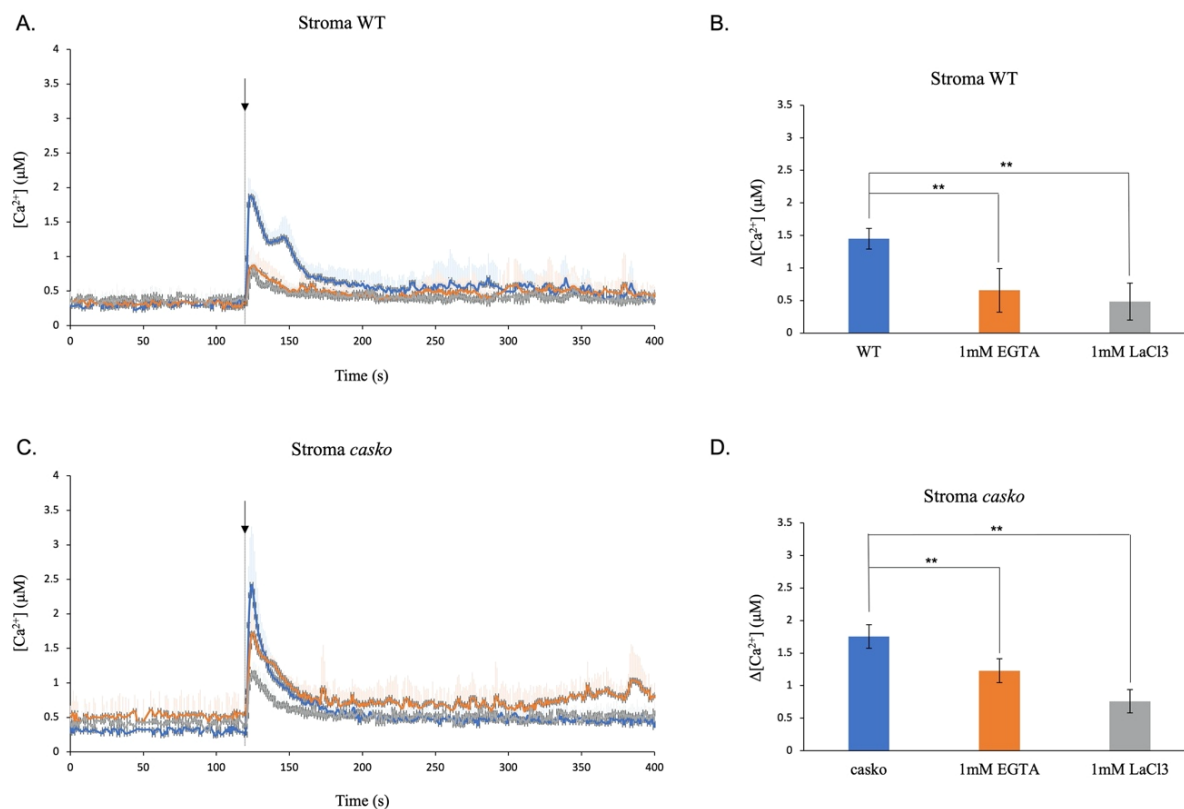 A.
Stroma WT
[Ca²⁺] (μM)
4
3.5
3
2.5
2
1.5
1
0.5
0
0 50 100 150 200 250 300 350 400
Time (s)
B.
Stroma WT
Δ[Ca²⁺] (μM)
3.5
3
2.5
2
1.5
1
0.5
0
**
**
WT 1mM EGTA 1mM LaCl3
C.
Stroma casko
[Ca²⁺] (μM)
4
3.5
3
2.5
2
1.5
1
0.5
0
0 50 100 150 200 250 300 350 400
Time (s)
D.
Stroma casko
Δ[Ca²⁺] (μM)
3.5
3
2.5
2
1.5
1
0.5
0
**
**
casko 1mM EGTA 1mM LaCl3